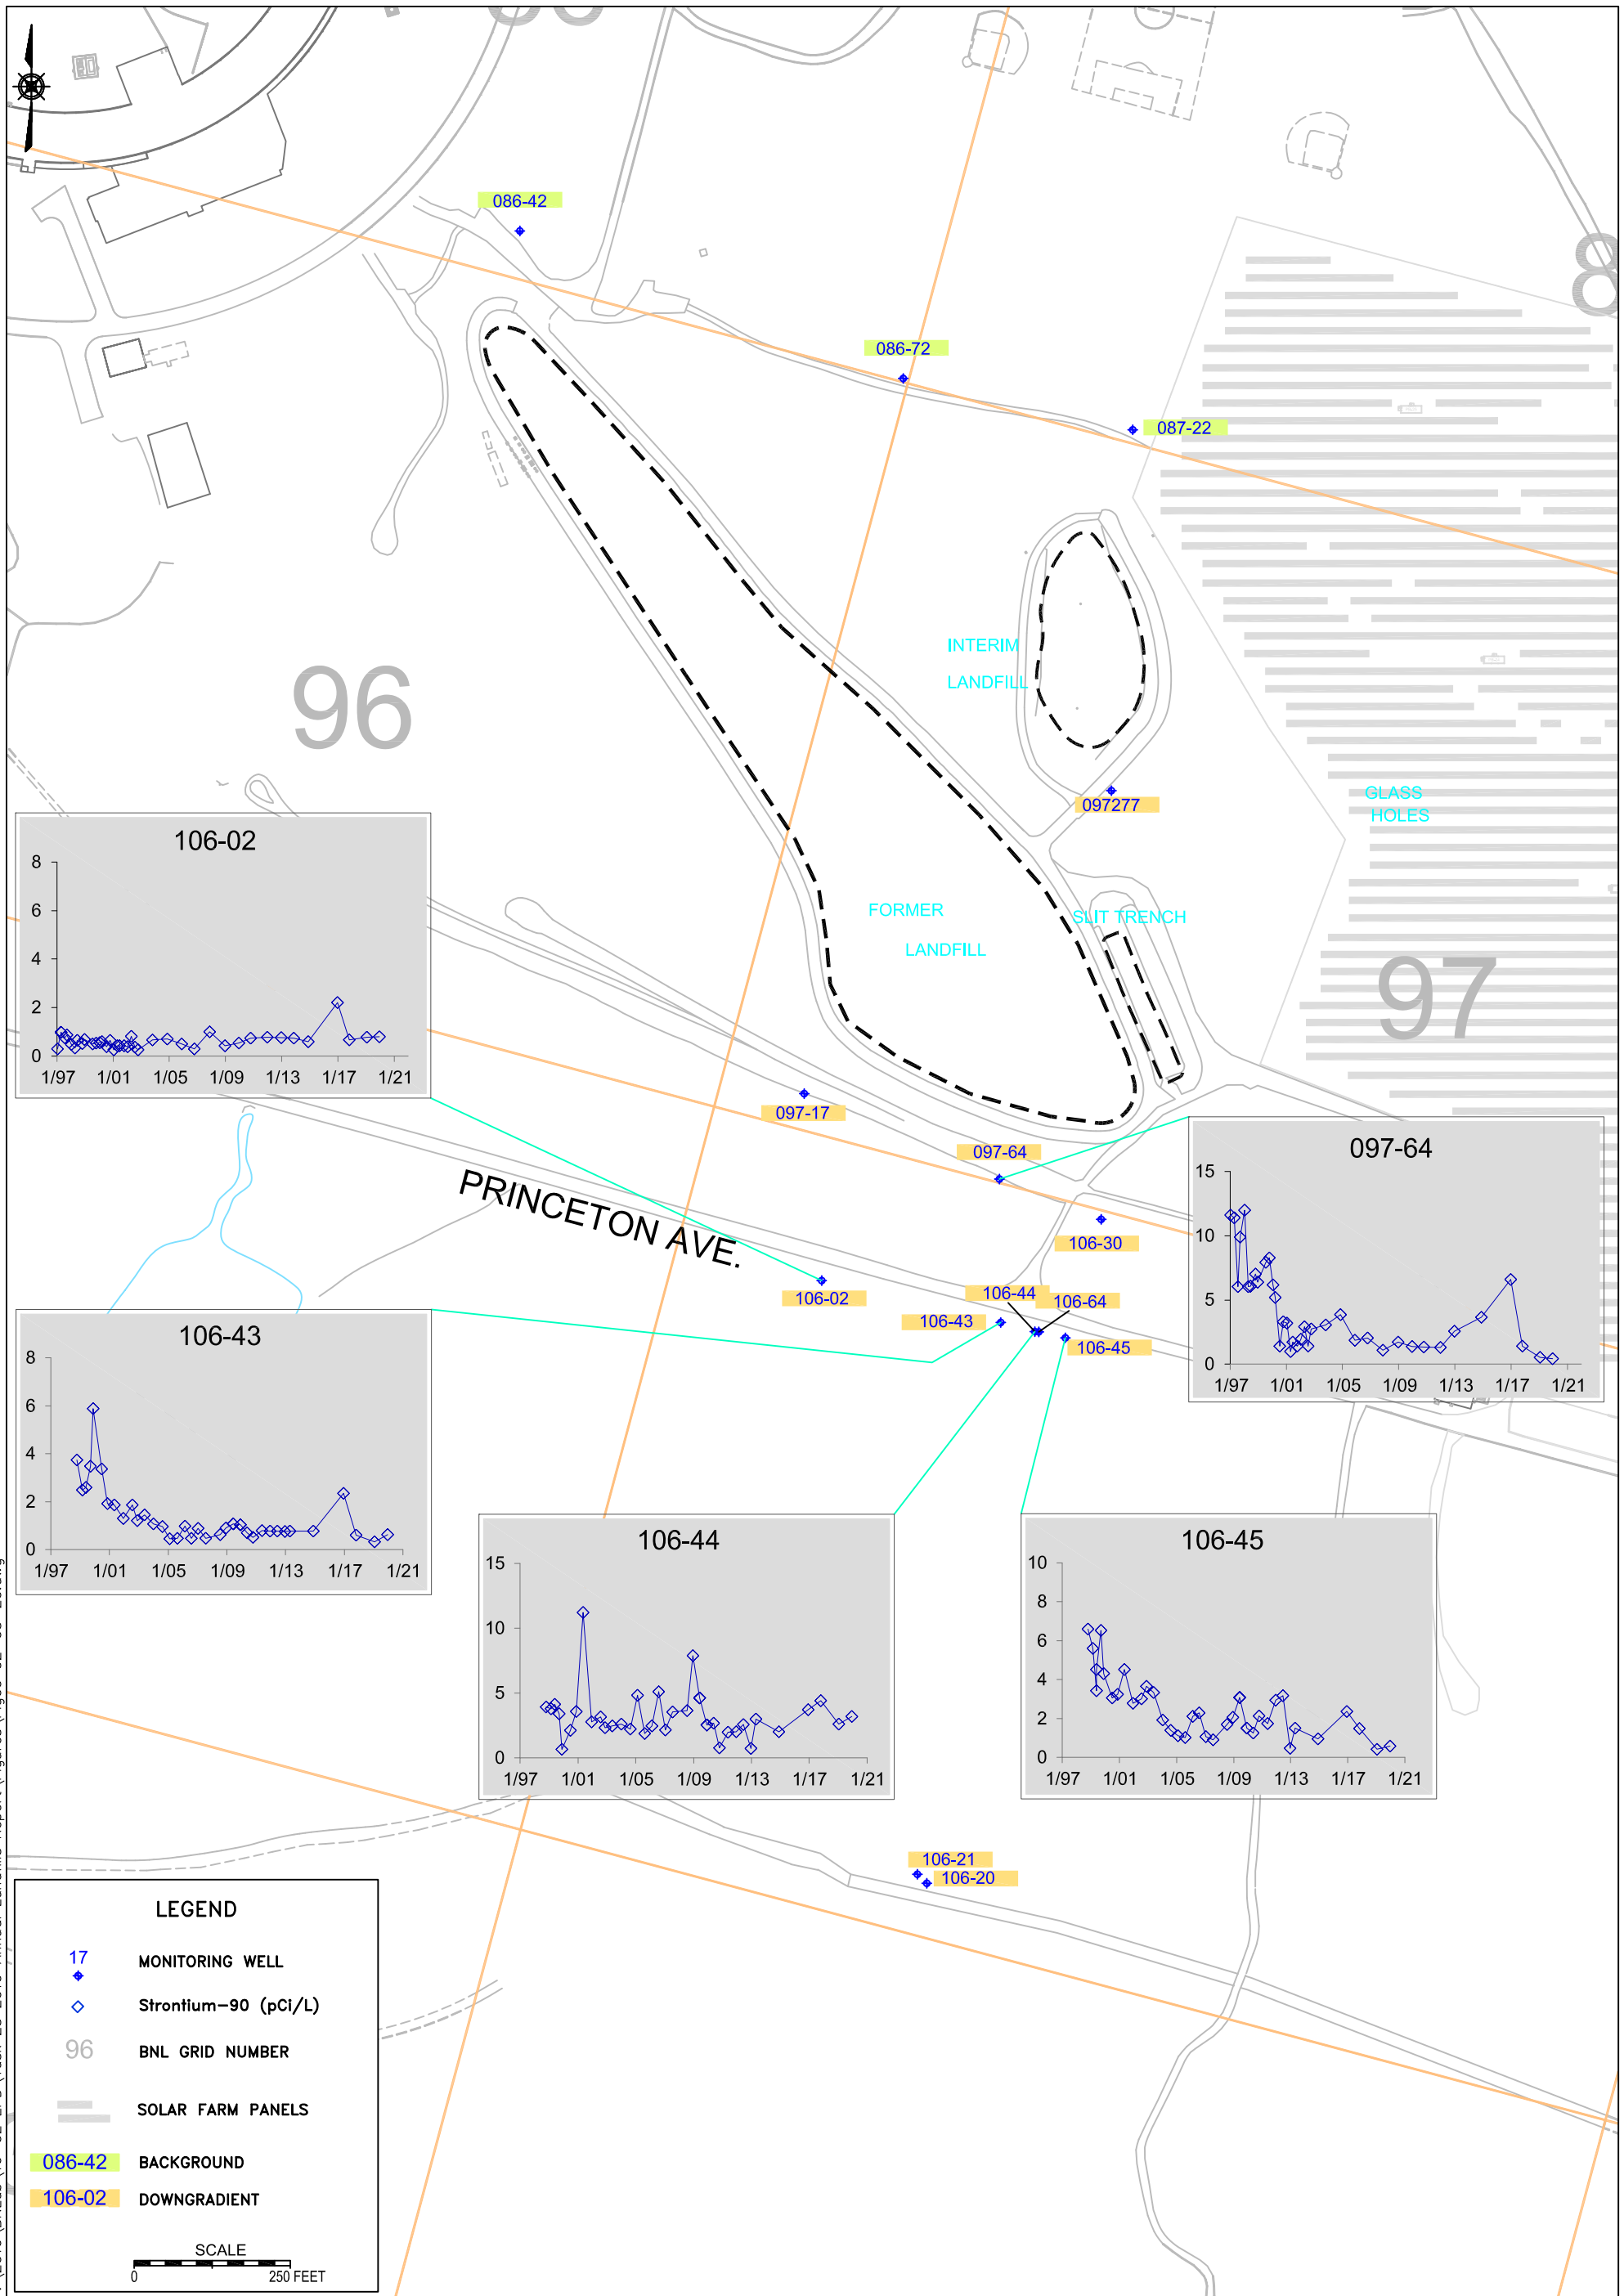 086-42
086-72
087-22
INTERIM
LANDFILL
96
097277
GLASS
HOLES
FORMER
LANDFILL
SLIT TRENCH
97
106-02
8
6
4
2
0
1/97 1/01 1/05 1/09 1/13 1/17 1/21
097-17
097-64
PRINCETON AVE.
106-30
106-02
106-44
106-64
106-43
106-45
097-64
15
10
5
0
1/97 1/01 1/05 1/09 1/13 1/17 1/21
106-43
8
6
4
2
0
1/97 1/01 1/05 1/09 1/13 1/17 1/21
106-44
15
10
5
0
1/97 1/01 1/05 1/09 1/13 1/17 1/21
106-45
10
8
6
4
2
0
1/97 1/01 1/05 1/09 1/13 1/17 1/21
106-21
106-20
LEGEND
17
MONITORING WELL
Strontium-90 (pCi/L)
96 BNL GRID NUMBER
SOLAR FARM PANELS
086-42 BACKGROUND
106-02 DOWNGRADIENT
SCALE
0 250 FEET